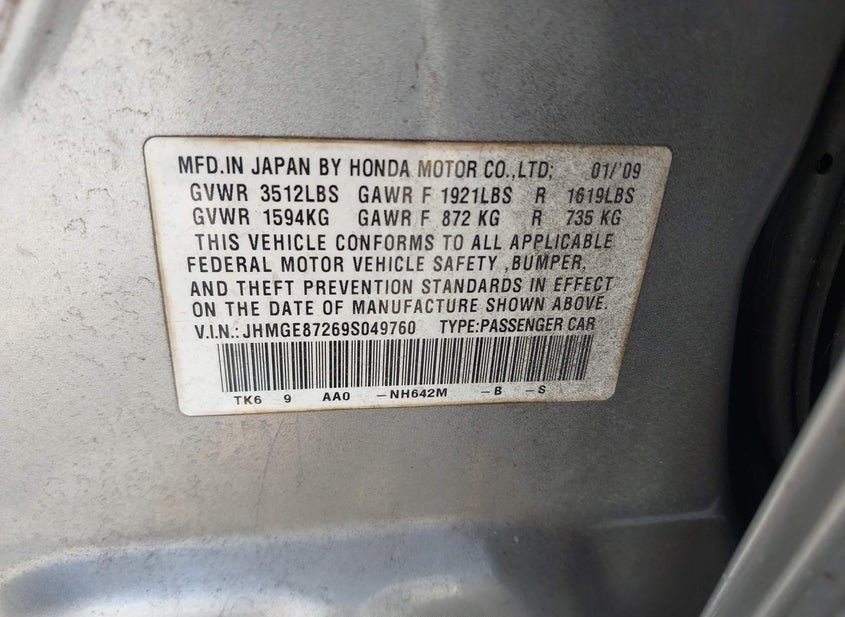 MFD.IN JAPAN BY HONDA MOTOR CO.,LTD; 01/'09
GVWR 3512LBS GAWR F 1921LBS R 1619LBS
GVWR 1594KG GAWR F 872 KG R 735 KG
THIS VEHICLE CONFORMS TO ALL APPLICABLE
FEDERAL MOTOR VEHICLE SAFETY ,BUMPER,
AND THEFT PREVENTION STANDARDS IN EFFECT
ON THE DATE OF MANUFACTURE SHOWN ABOVE.
V.I.N.: JHMGE87269S049760 TYPE:PASSENGER CAR
TK6 9 AA0 -NH642M -B -S